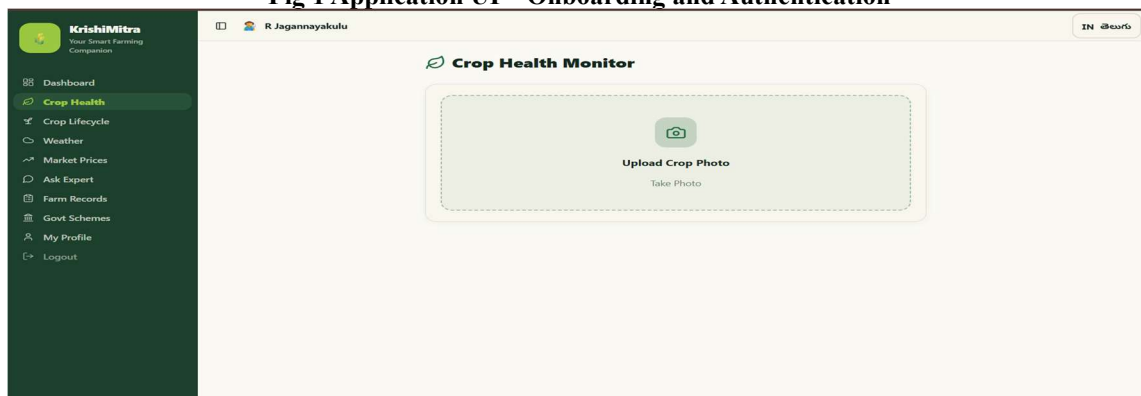 Fig 1 Application UI – Onboarding and Authentication
KrishiMitra
Your Smart Farming
Companion
R Jagannayakulu
IN తెలుగు
Dashboard
Crop Health
Crop Lifecycle
Weather
Market Prices
Ask Expert
Farm Records
Govt Schemes
My Profile
Logout
Crop Health Monitor
Upload Crop Photo
Take Photo